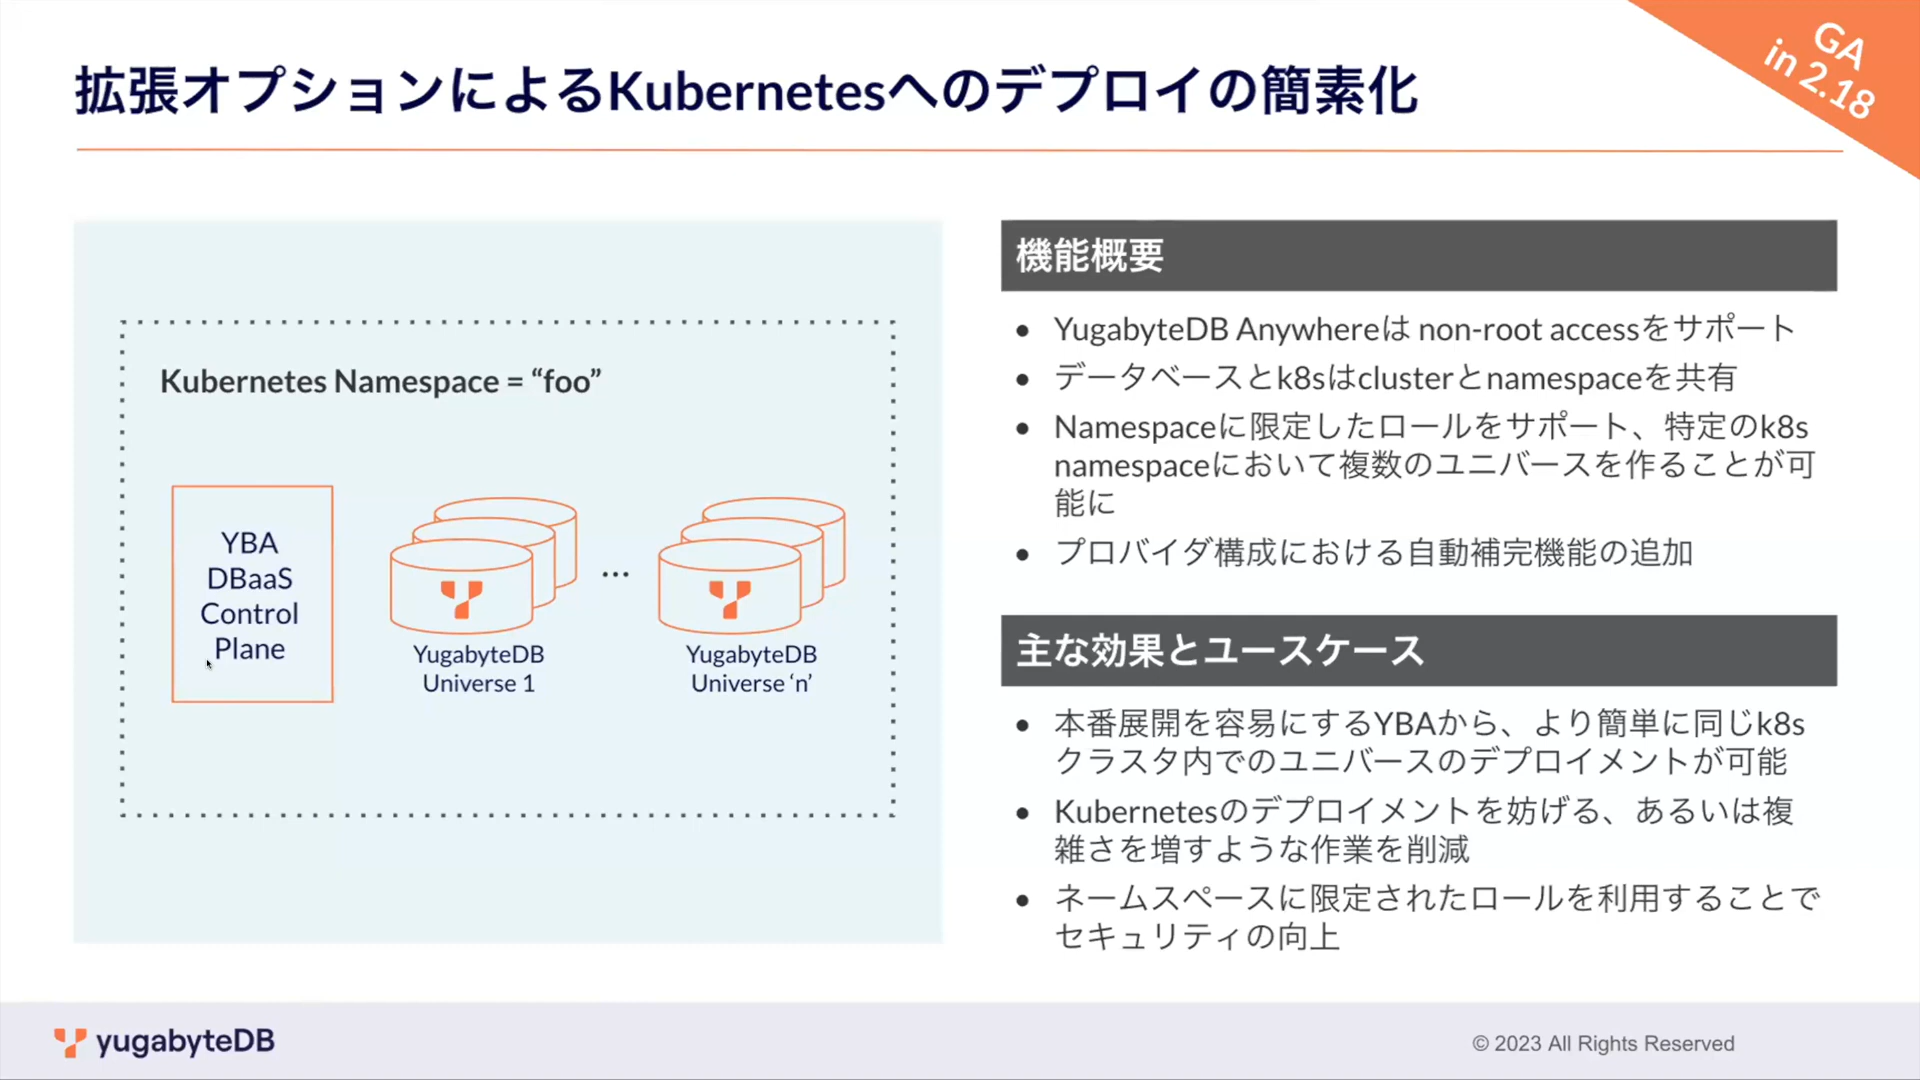 拡張オプションによるKubernetesへのデプロイの簡素化
GA
in 2.18
Kubernetes Namespace = “foo”
YBA
DBaaS
Control
Plane
YugabyteDB
Universe 1
...
YugabyteDB
Universe ‘n’
機能概要
• YugabyteDB Anywhereは non-root accessをサポート
• データベースとk8sはclusterとnamespaceを共有
• Namespaceに限定したロールをサポート、特定のk8s
namespaceにおいて複数のユニバースを作ることが可
能に
• プロバイダ構成における自動補完機能の追加
主な効果とユースケース
• 本番展開を容易にするYBAから、より簡単に同じk8s
クラスタ内でのユニバースのデプロイメントが可能
• Kubernetesのデプロイメントを妨げる、あるいは複
雑さを増すような作業を削減
• ネームスペースに限定されたロールを利用することで
セキュリティの向上
yugabyteDB
© 2023 All Rights Reserved